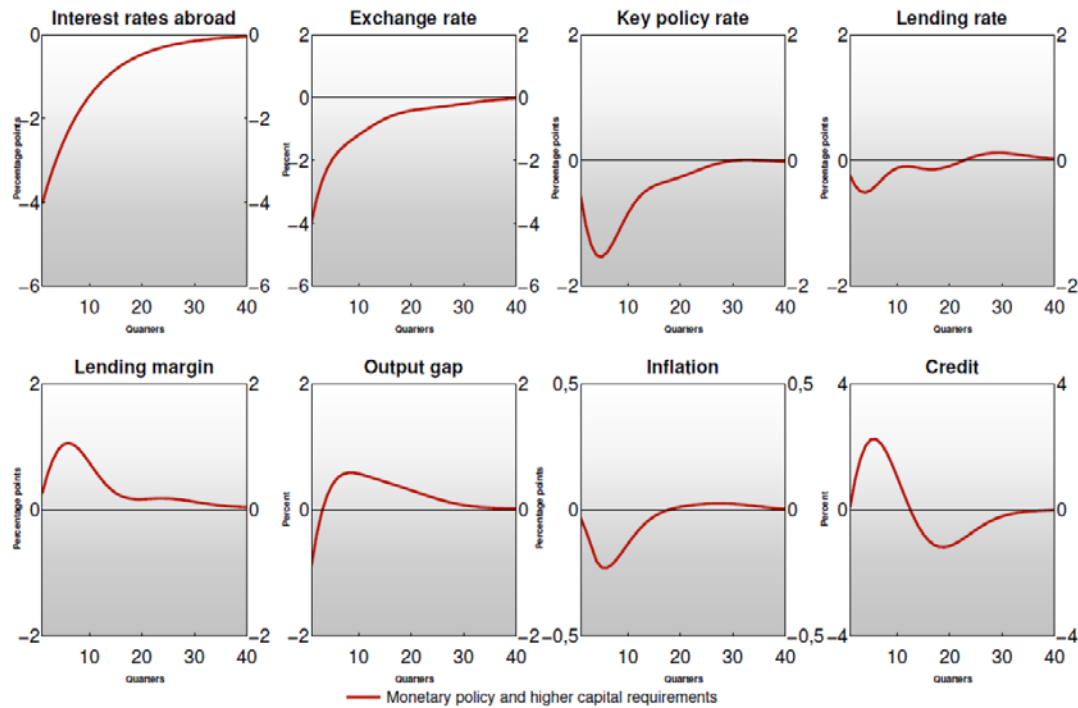 Interest rates abroad
Exchange rate
Key policy rate
Lending rate
0 0 2 2 2 2 2 2
−2 −2 0 0 0 0 0 0
−4 −4 −2 −2
−4 −4
−6 −6 −6 −6 −2 −2 −2 −2
Percentage points
Percent
Percentage points
Percentage points
10 20 30 40 10 20 30 40 10 20 30 40 10 20 30 40
Quarters Quarters Quarters Quarters
Lending margin
Output gap
Inflation
Credit
2 2 2 2 0,5 0,5 4 4
0 0 0 0 0 0 0 0
−2 −2 −2 −2 −0,5 −0,5 −4 −4
Percentage points
Percent
Percentage points
Percent
10 20 30 40 10 20 30 40 10 20 30 40 10 20 30 40
Quarters Quarters Quarters Quarters
Monetary policy and higher capital requirements